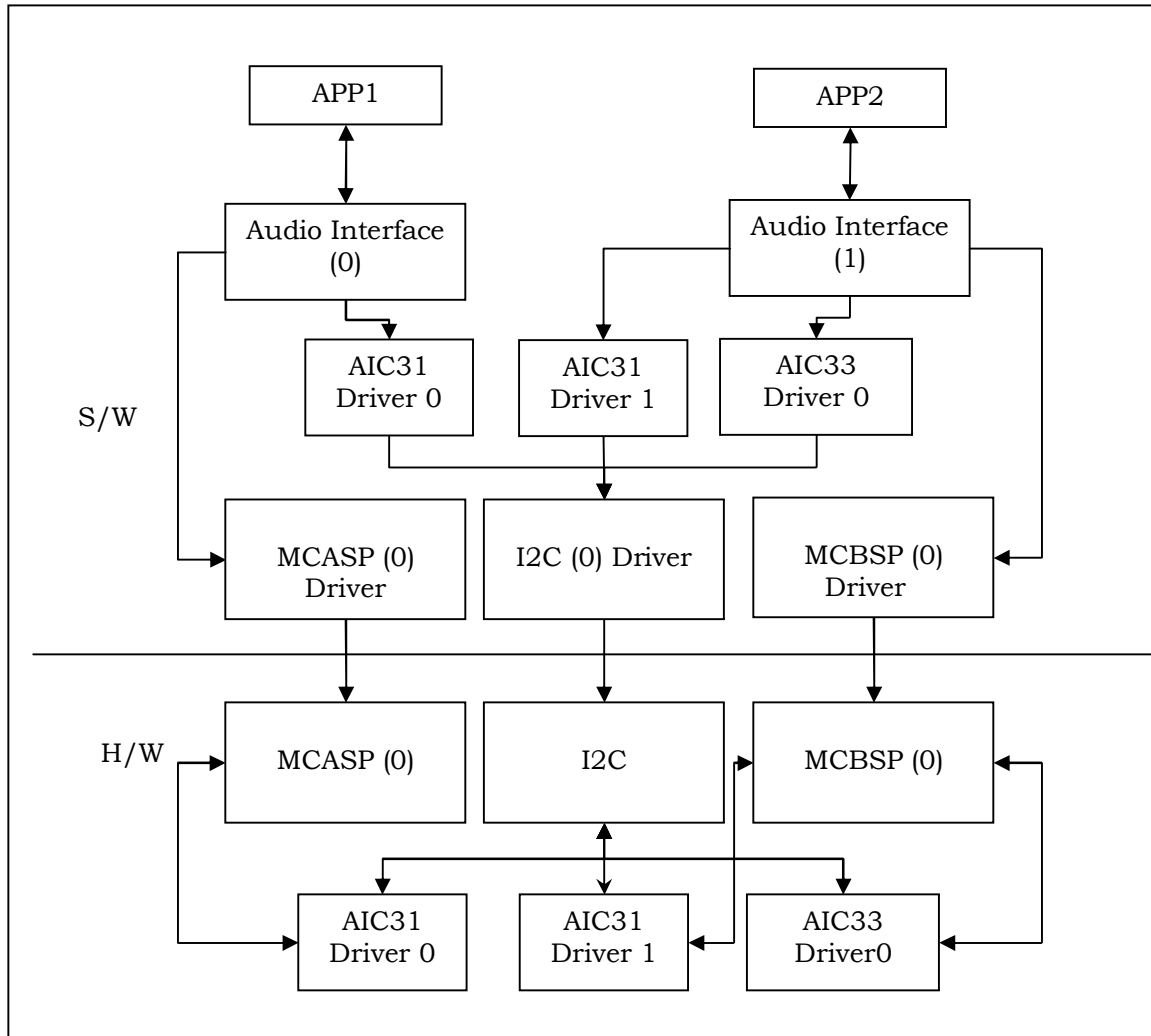 APP1
APP2
Audio Interface
(0)
Audio Interface
(1)
AIC31
Driver 0
AIC31
Driver 1
AIC33
Driver 0
S/W
MCASP (0)
Driver
I2C (0) Driver
MCBSP (0)
Driver
H/W
MCASP (0)
I2C
MCBSP (0)
AIC31
Driver 0
AIC31
Driver 1
AIC33
Driver0